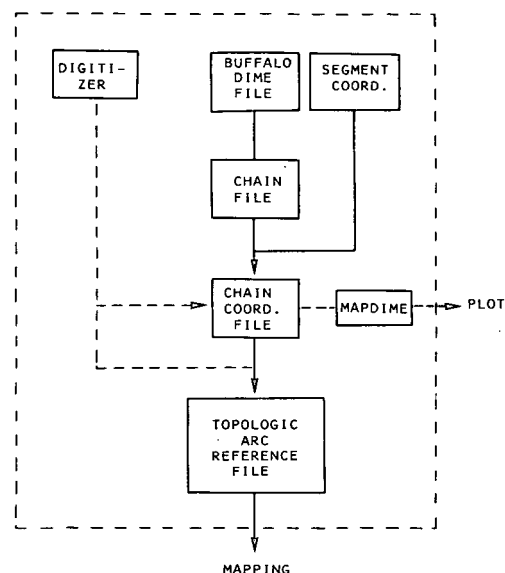 DIGITI-
ZER
BUFFALO
DIME
FILE
SEGMENT
COORD.
CHAIN
FILE
CHAIN
COORD.
FILE
MAPDIME
PLOT
TOPOLOGIC
ARC
REFERENCE
FILE
MAPPING